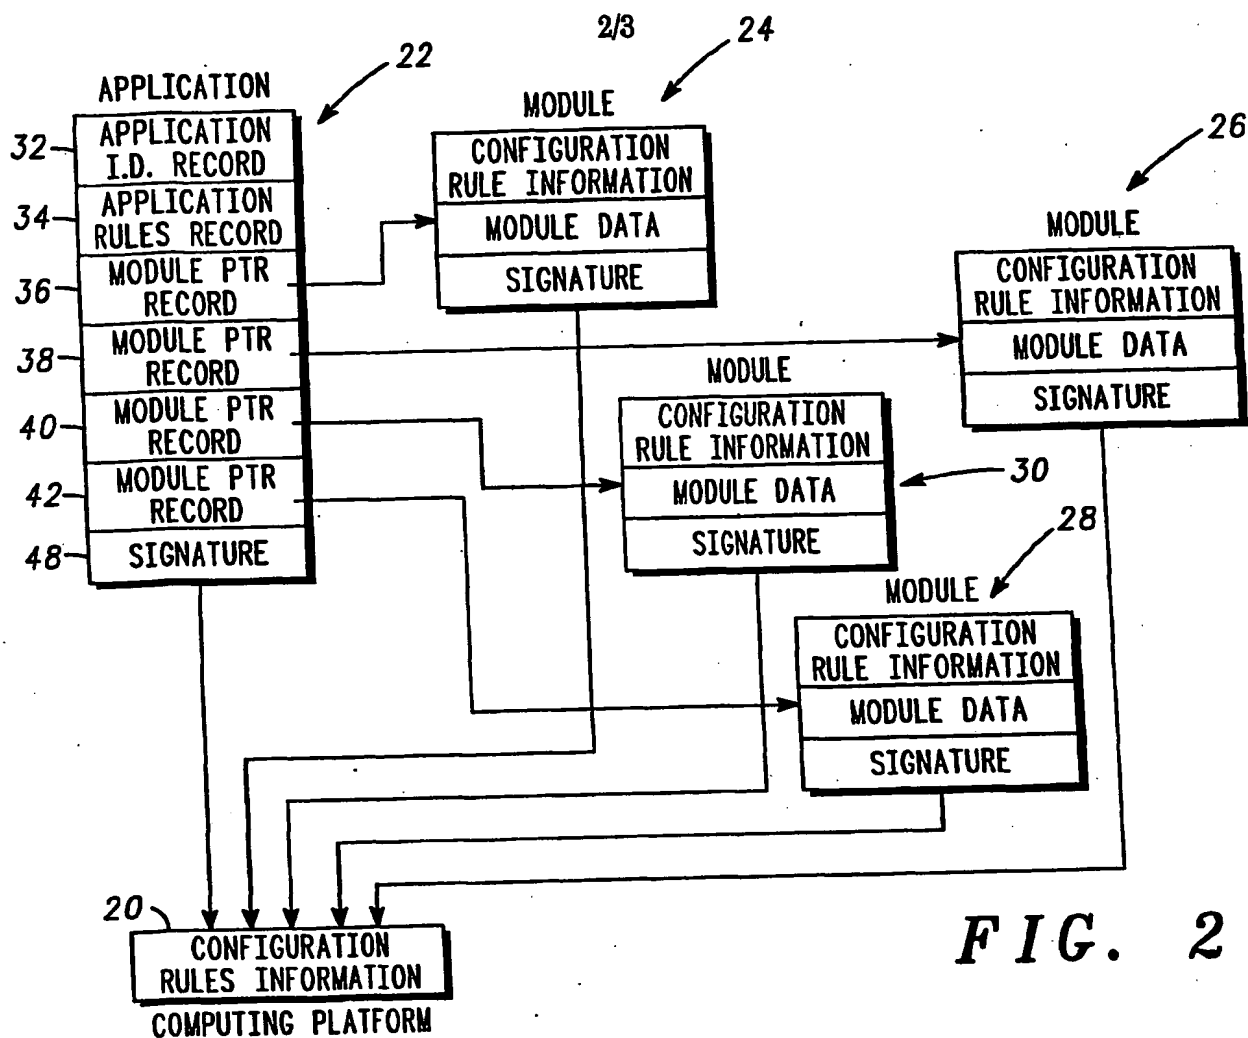 2/3
22
24
26
APPLICATION
32
APPLICATION
I.D. RECORD
34
APPLICATION
RULES RECORD
36
MODULE PTR
RECORD
38
MODULE PTR
RECORD
40
MODULE PTR
RECORD
42
MODULE PTR
RECORD
48
SIGNATURE
MODULE
CONFIGURATION
RULE INFORMATION
MODULE DATA
SIGNATURE
MODULE
CONFIGURATION
RULE INFORMATION
MODULE DATA
SIGNATURE
MODULE
CONFIGURATION
RULE INFORMATION
MODULE DATA
SIGNATURE
30
28
MODULE
CONFIGURATION
RULE INFORMATION
MODULE DATA
SIGNATURE
20
CONFIGURATION
RULES INFORMATION
COMPUTING PLATFORM
FIG. 2